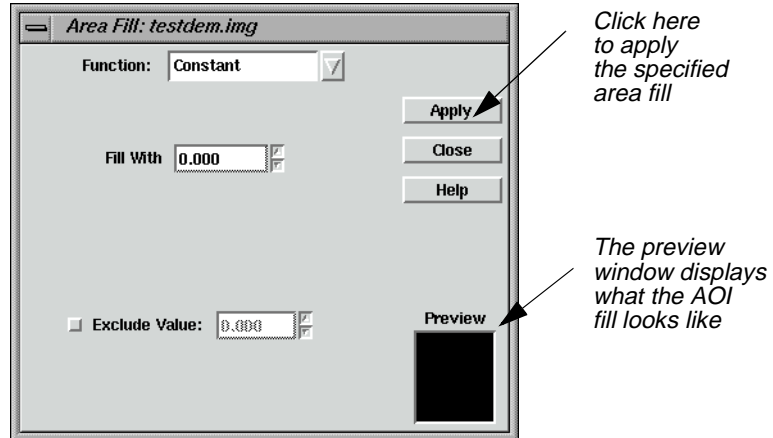 Area Fill: testdem.img
Function: Constant
Apply
Fill With 0.000
Close
Help
Exclude Value: 0.000
Preview
Click here
to apply
the specified
area fill
The preview
window displays
what the AOI
fill looks like